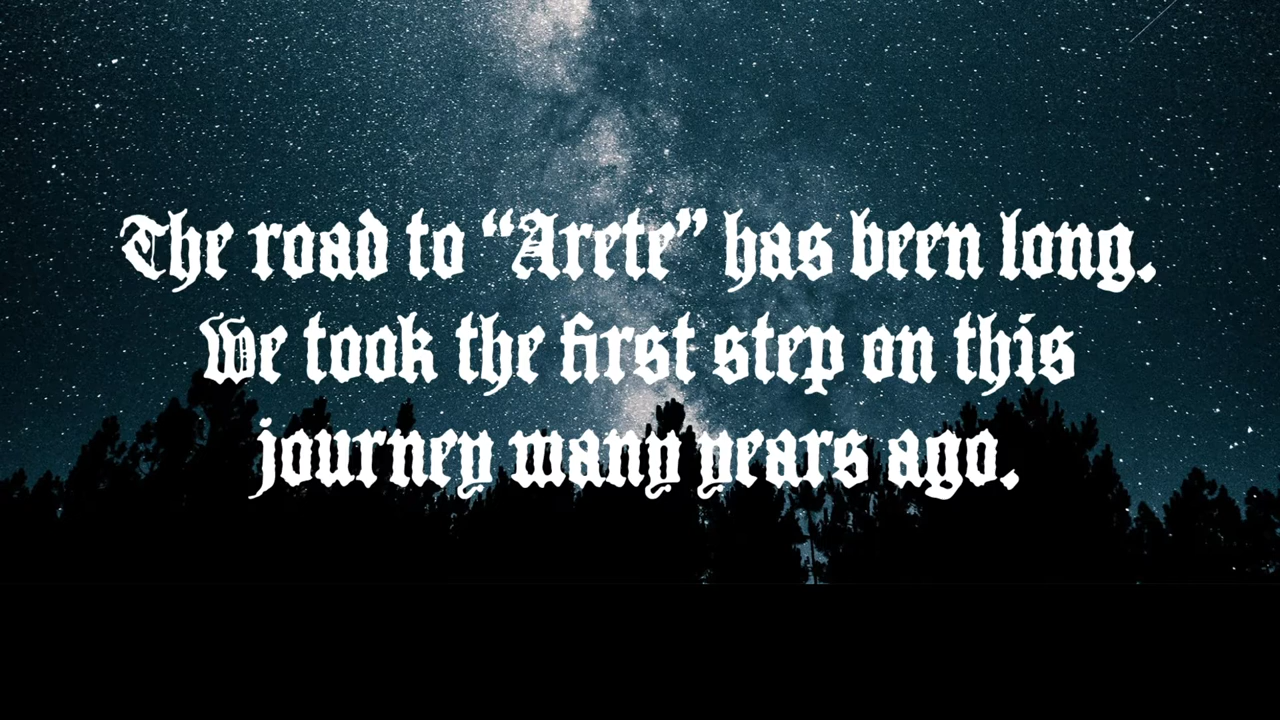 The road to “Arete” has been long.
We took the first step on this
journey many years ago.